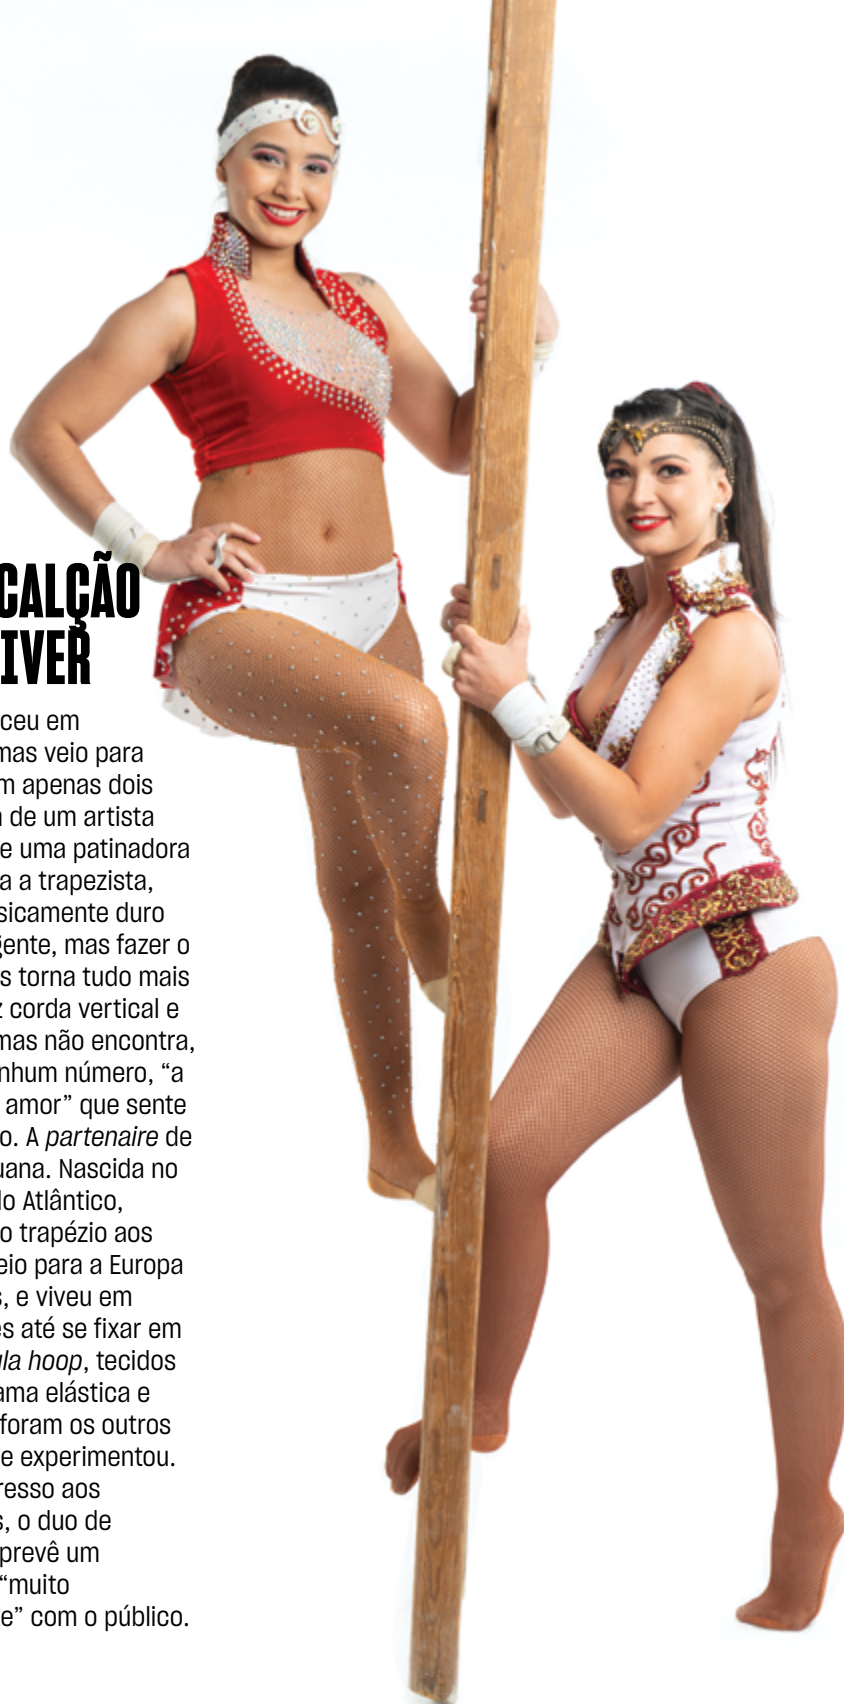 CALÇÃO
IVER
ceu em
mas veio para
m apenas dois
de um artista
e uma patinadora
a a trapezista,
sicamente duro
gente, mas fazer o
s torna tudo mais
z corda vertical e
mas não encontra,
nhum número, “a
amor” que sente
o. A partenaire de
uana. Nascida no
lo Atlântico,
o trapézio aos
eio para a Europa
s, e viveu em
es até se fixar em
ula hoop, tecidos
ama elástica e
foram os outros
e experimentou.
resso aos
s, o duo de
prevê um
“muito
e” com o público.